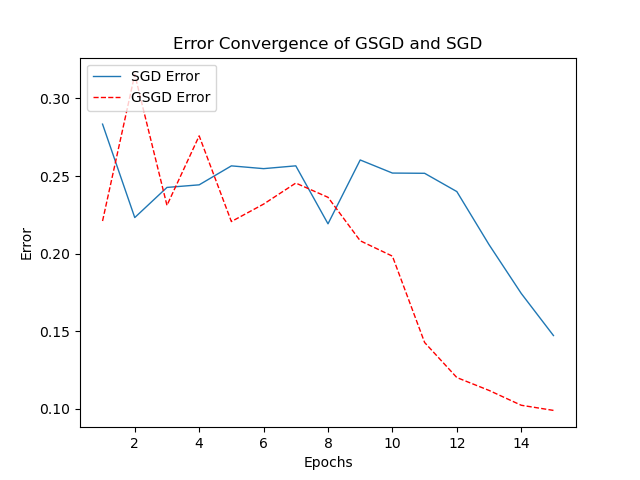 Error Convergence of GSGD and SGD
SGD Error
GSGD Error
0.30
0.25
0.20
0.15
0.10
Error
2 4 6 8 10 12 14
Epochs